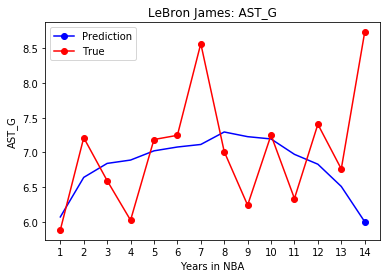 LeBron James: AST_G
Prediction
True
AST_G
8.5
8.0
7.5
7.0
6.5
6.0
1 2 3 4 5 6 7 8 9 10 11 12 13 14
Years in NBA